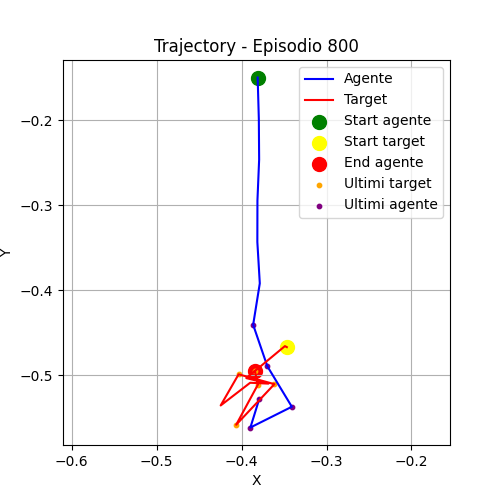 Trajectory - Episodio 800
Agente
Target
Start agente
Start target
End agente
Ultimi target
Ultimi agente
Y
−0.2
−0.3
−0.4
−0.5
−0.6
−0.5
−0.4
−0.3
−0.2
X